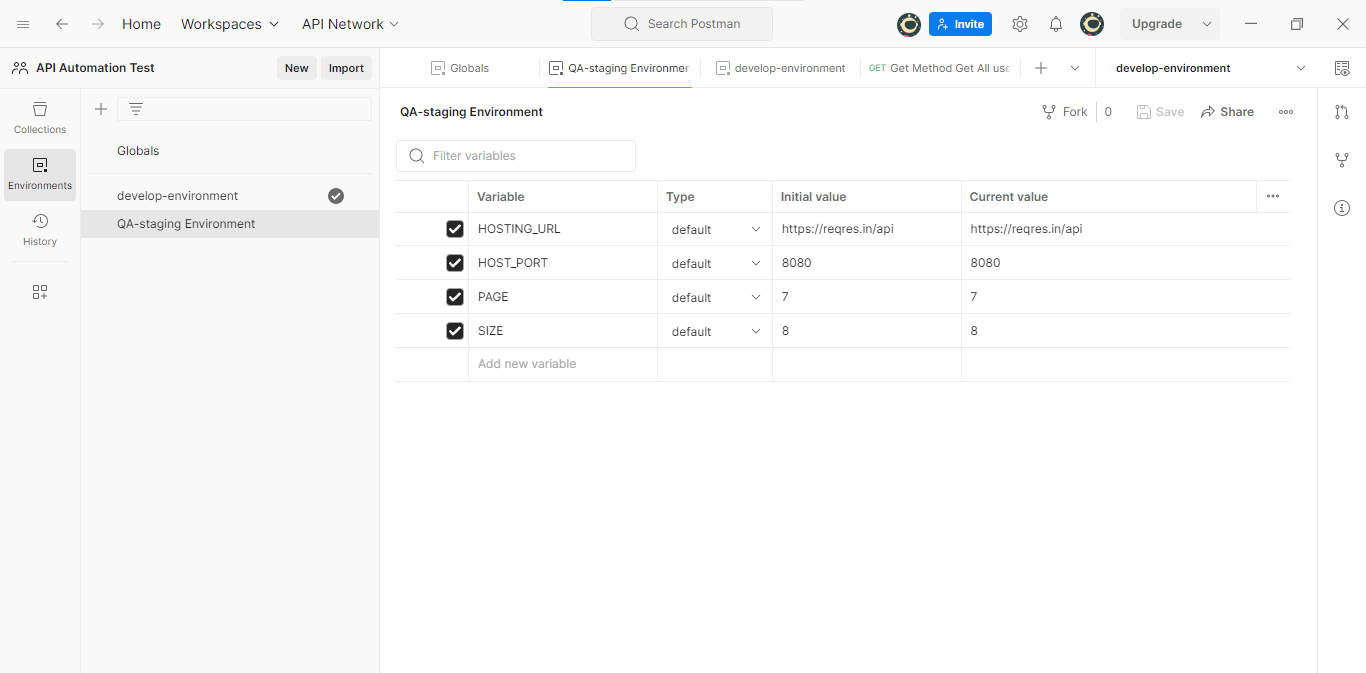 Home Workspaces API Network Search Postman Invite Upgrade
API Automation Test New Import Globals QA-staging Environmen develop-environment GET Get Method Get All use develop-environment
Collections
Environments
History
Globals
develop-environment
QA-staging Environment
QA-staging Environment Fork 0 Save Share
Filter variables
Variable Type Initial value Current value
HOSTING_URL default https://reqres.in/api https://reqres.in/api
HOST_PORT default 8080 8080
PAGE default 7 7
SIZE default 8 8
Add new variable